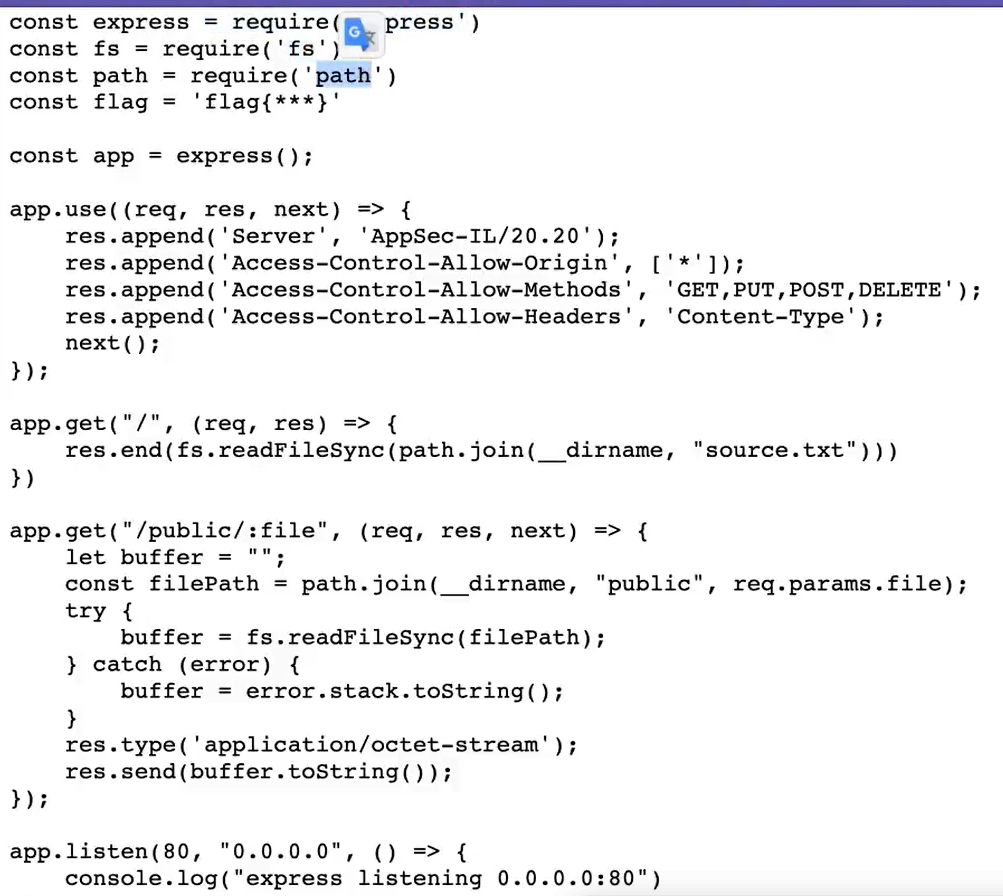 const express = require( press')
const fs = require('fs')
const path = require('path')
const flag = 'flag{***}'
const app = express();
app.use((req, res, next) => {
    res.append('Server', 'AppSec-IL/20.20');
    res.append('Access-Control-Allow-Origin', ['*']);
    res.append('Access-Control-Allow-Methods', 'GET,PUT,POST,DELETE');
    res.append('Access-Control-Allow-Headers', 'Content-Type');
    next();
});
app.get("/", (req, res) => {
    res.end(fs.readFileSync(path.join(__dirname, "source.txt")))
})
app.get("/public/:file", (req, res, next) => {
    let buffer = "";
    const filePath = path.join(__dirname, "public", req.params.file);
    try {
        buffer = fs.readFileSync(filePath);
    } catch (error) {
        buffer = error.stack.toString();
    }
    res.type('application/octet-stream');
    res.send(buffer.toString());
});
app.listen(80, "0.0.0.0", () => {
    console.log("express listening 0.0.0.0:80")